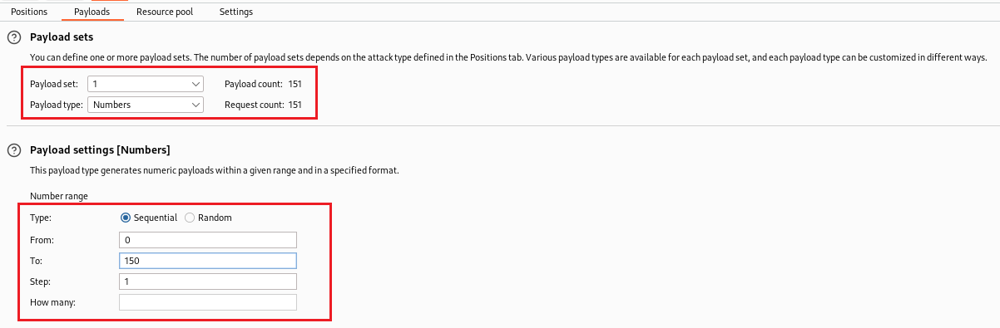 Positions Payloads Resource pool Settings
? Payload sets
You can define one or more payload sets. The number of payload sets depends on the attack type defined in the Positions tab. Various payload types are available for each payload set, and each payload type can be customized in different ways.
Payload set: 1 Payload count: 151
Payload type: Numbers Request count: 151
? Payload settings [Numbers]
This payload type generates numeric payloads within a given range and in a specified format.
Number range
Type: Sequential Random
From: 0
To: 150
Step: 1
How many: